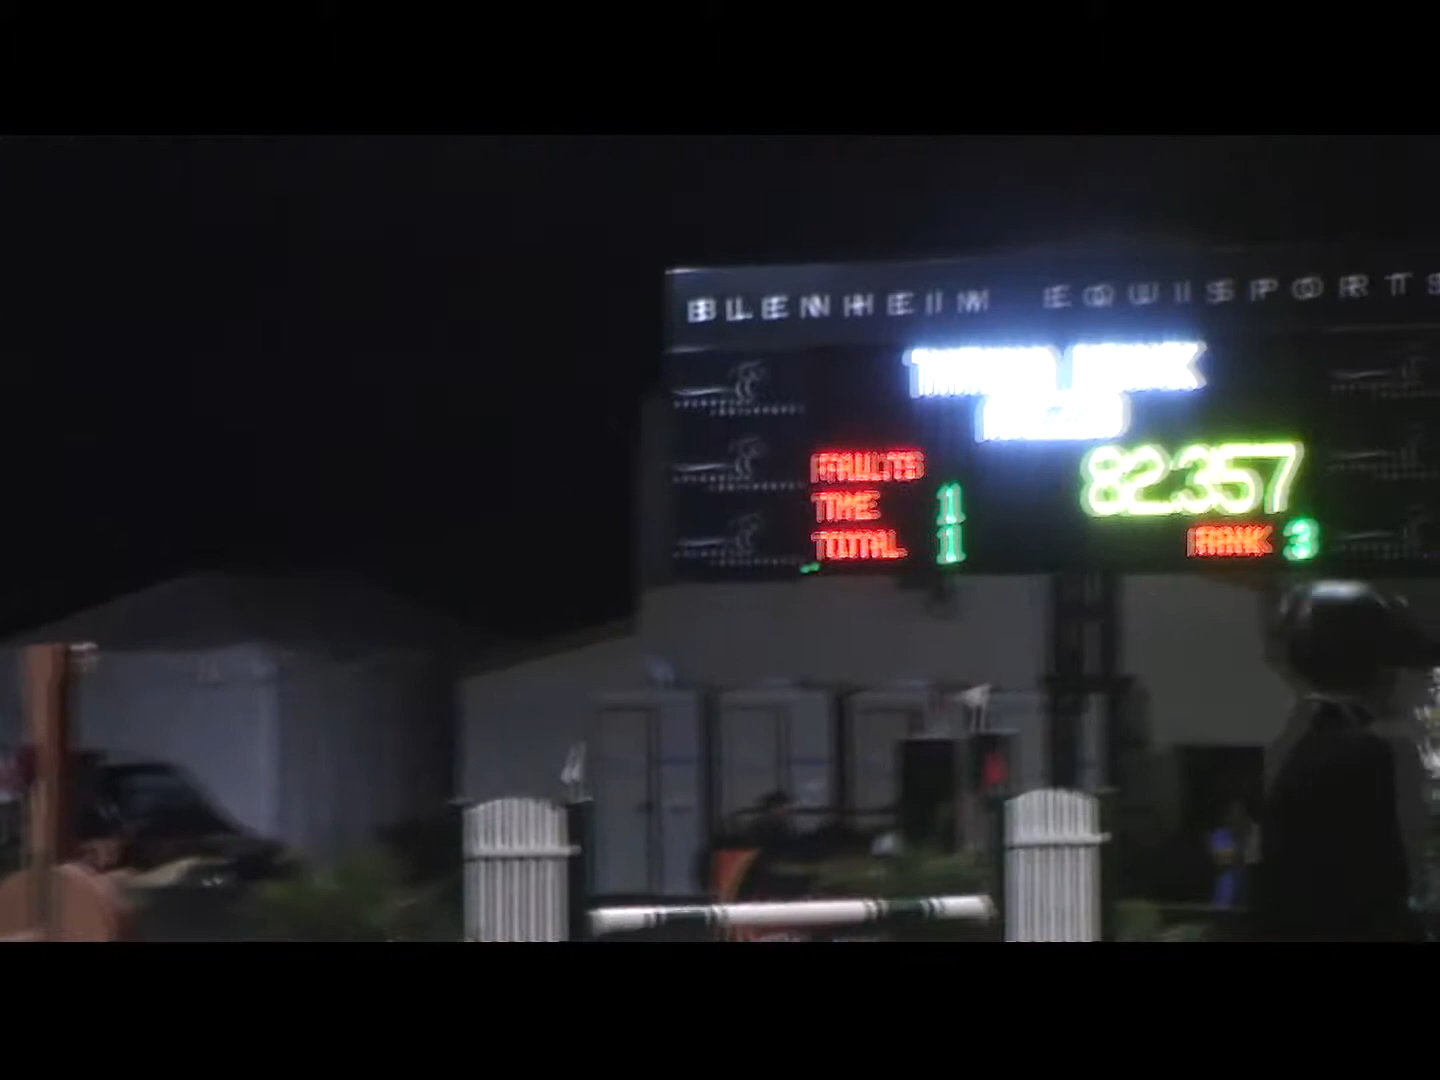 BLENHEIM EQUISPORTS
FAULTS
82.357
TIME 1
TOTAL 1
RANK 3